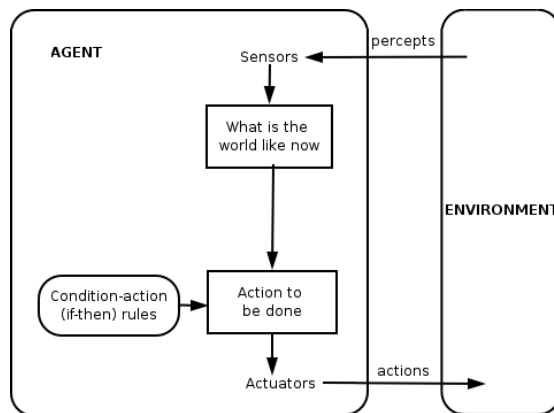 AGENT
Sensors
percepts
What is the
world like now
ENVIRONMENT
Condition-action
(if-then) rules
Action to
be done
Actuators
actions